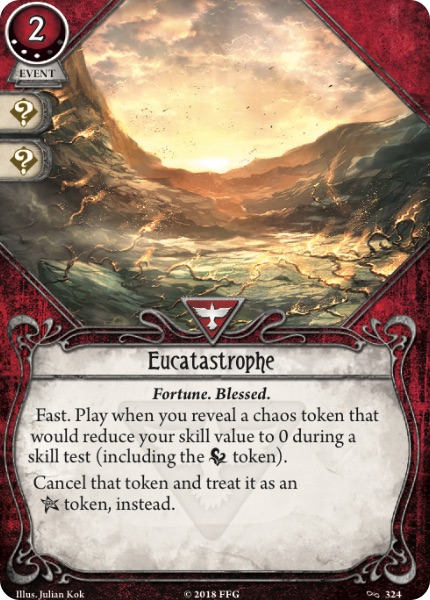 2
EVENT
?
?
Eucatastrophe
Fortune. Blessed.
Fast. Play when you reveal a chaos token that
would reduce your skill value to 0 during a
skill test (including the token).
Cancel that token and treat it as an
token, instead.
Illus. Julian Kok © 2018 FFG 324